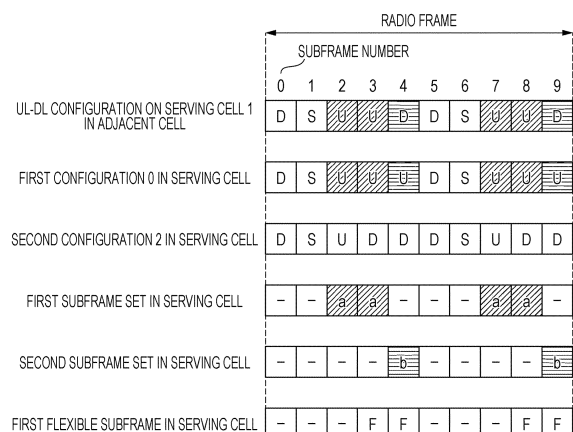 RADIO FRAME
SUBFRAME NUMBER
0 1 2 3 4 5 6 7 8 9
UL-DL CONFIGURATION ON SERVING CELL 1
IN ADJACENT CELL
D S U U D D S U U D
FIRST CONFIGURATION 0 IN SERVING CELL
D S U U U D S U U U
SECOND CONFIGURATION 2 IN SERVING CELL
D S U D D D S U D D
FIRST SUBFRAME SET IN SERVING CELL
– – a a – – – a a –
SECOND SUBFRAME SET IN SERVING CELL
– – – – b – – – – b
FIRST FLEXIBLE SUBFRAME IN SERVING CELL
– – – F F – – – F F